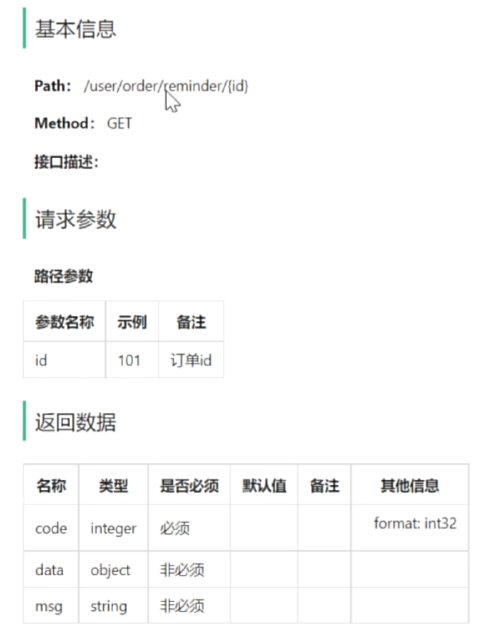 基本信息
Path： /user/order/reminder/{id}
Method： GET
接口描述：
请求参数
路径参数
参数名称 示例 备注
id 101 订单id
返回数据
名称 类型 是否必须 默认值 备注 其他信息
code integer 必须 format: int32
data object 非必须
msg string 非必须